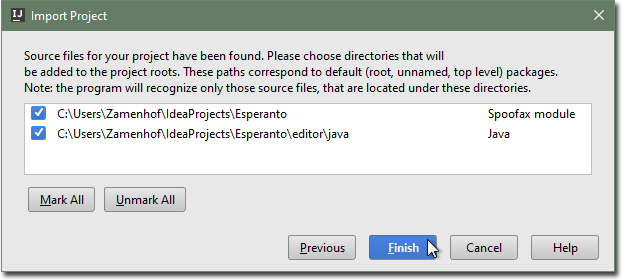 IJ Import Project
Source files for your project have been found. Please choose directories that will
be added to the project roots. These paths correspond to default (root, unnamed, top level) packages.
Note: the program will recognize only those source files, that are located under these directories.
C:\Users\Zamenhof\IdeaProjects\Esperanto Spoofax module
C:\Users\Zamenhof\IdeaProjects\Esperanto\editor\java Java
Mark All Unmark All
Previous Finish Cancel Help